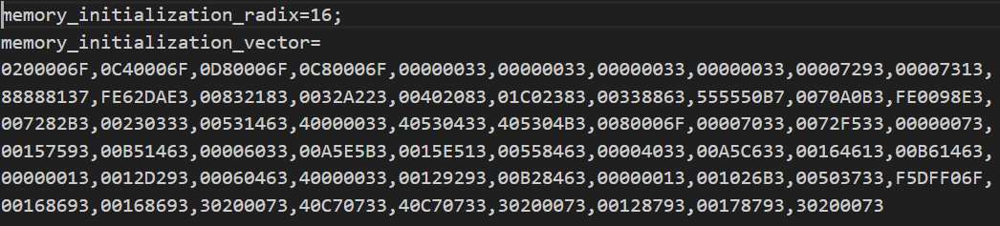 memory_initialization_radix=16;
memory_initialization_vector=
0200006F,0C40006F,0D80006F,0C80006F,00000033,00000033,00000033,00000033,00007293,00007313,
88888137,FE62DAE3,00832183,0032A223,00402083,01C02383,00338863,555550B7,0070A0B3,FE0098E3,
007282B3,00230333,00531463,40000033,40530433,405304B3,0080006F,00007033,0072F533,00000073,
00157593,00B51463,00006033,00A5E5B3,0015E513,00558463,00004033,00A5C633,00164613,00B61463,
00000013,0012D293,00060463,40000033,00129293,00B28463,00000013,001026B3,00503733,F5DFF06F,
00168693,00168693,30200073,40C70733,40C70733,30200073,00128793,00178793,30200073